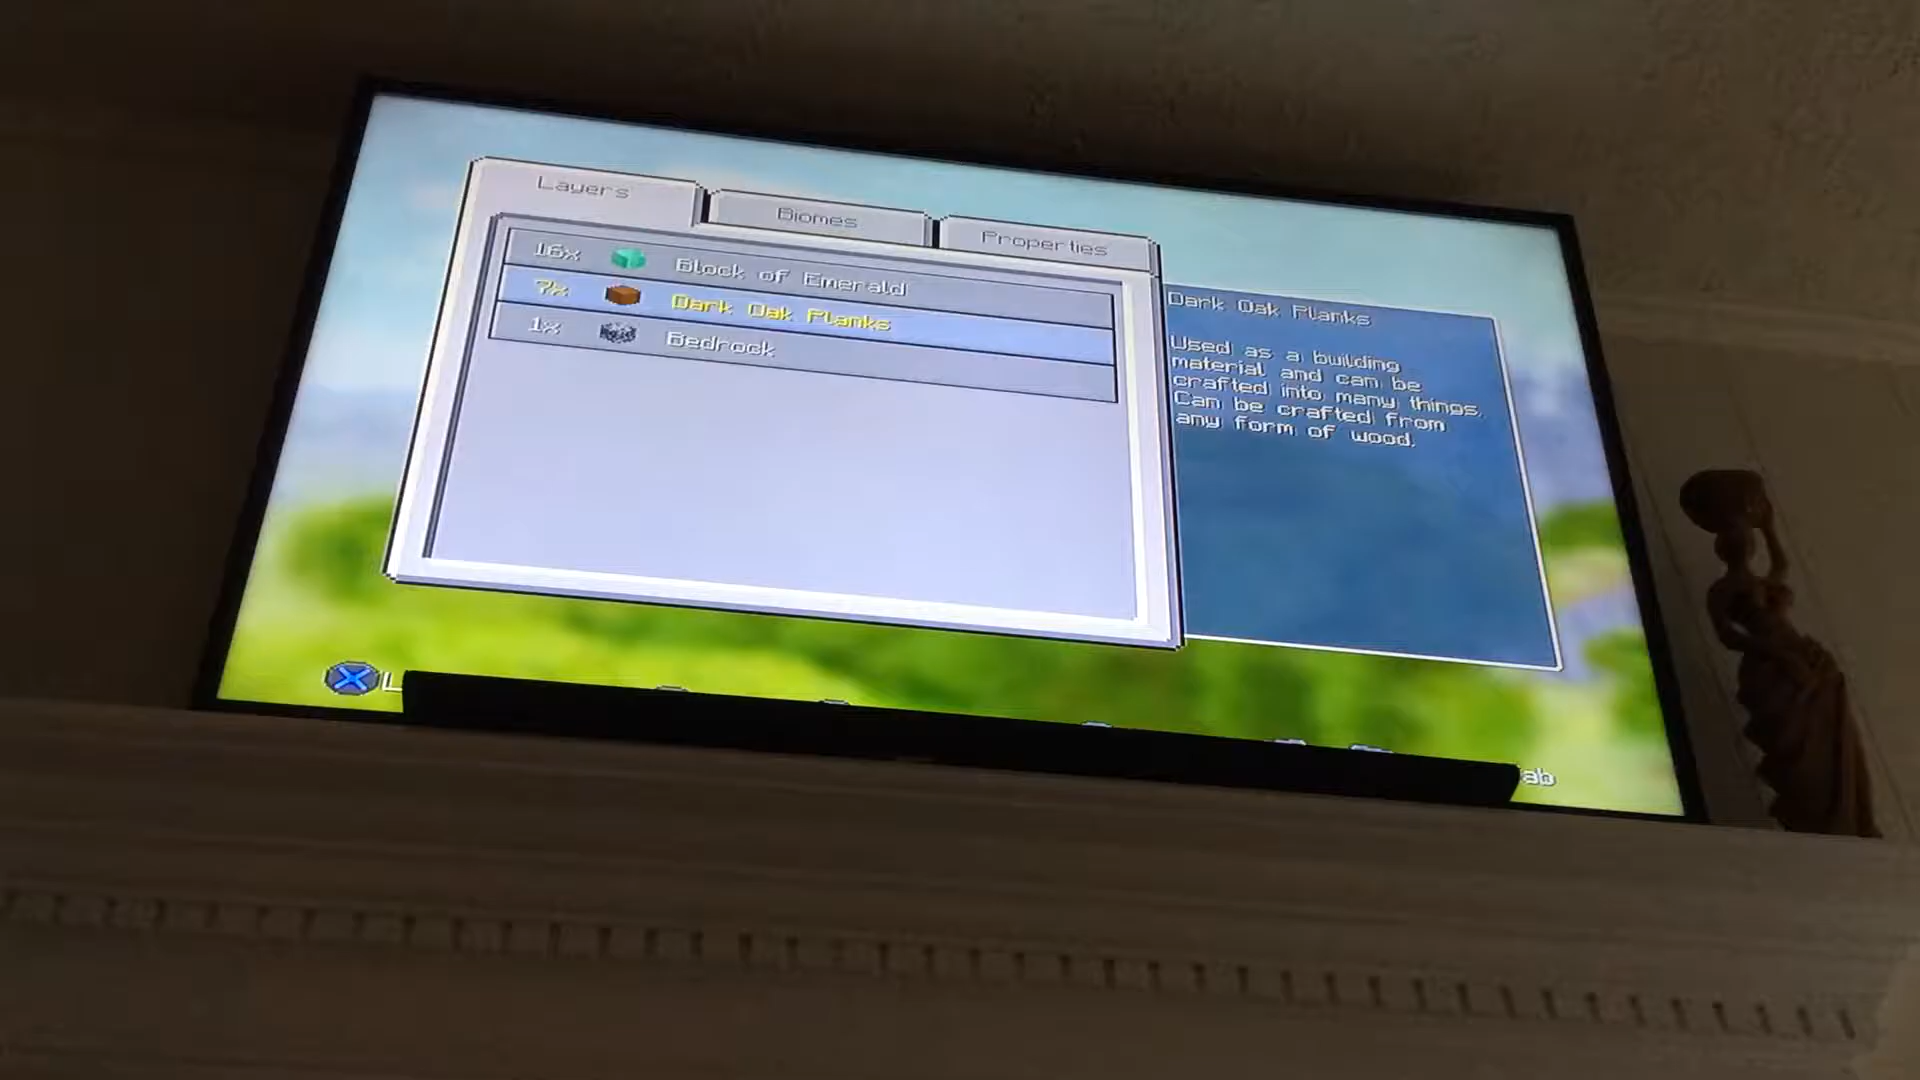 Layers
Biomes
Properties
16x Block of Emerald
7x Dark Oak Planks
1x Bedrock
Dark Oak Planks
Used as a building
material and can be
crafted into many things.
Can be crafted from
any form of wood.